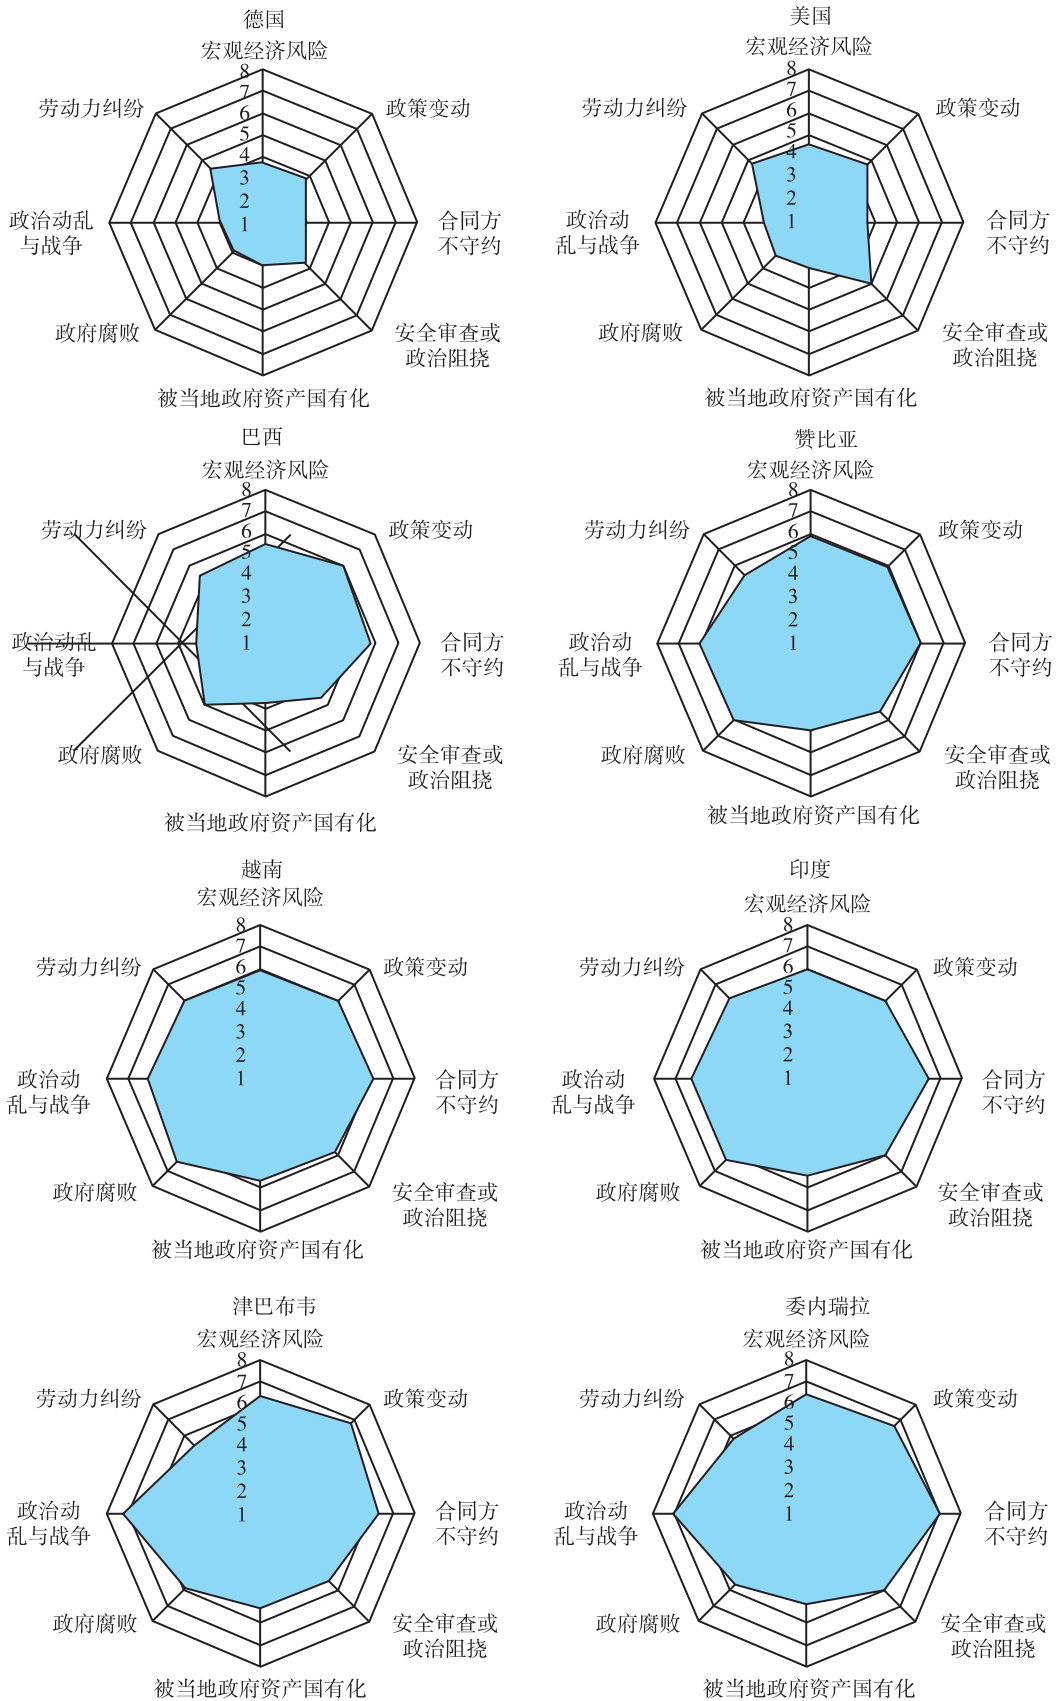 德国
宏观经济风险
8
7
6
5
4
3
2
1
劳动力纠纷
政策变动
政治动乱
与战争
合同方
不守约
政府腐败
安全审查或
政治阻挠
被当地政府资产国有化
美国
宏观经济风险
8
7
6
5
4
3
2
1
劳动力纠纷
政策变动
政治动
乱与战争
合同方
不守约
政府腐败
安全审查或
政治阻挠
被当地政府资产国有化
巴西
宏观经济风险
8
7
6
5
4
3
2
1
劳动力纠纷
政策变动
政治动乱
与战争
合同方
不守约
政府腐败
安全审查或
政治阻挠
被当地政府资产国有化
赞比亚
宏观经济风险
8
7
6
5
4
3
2
1
劳动力纠纷
政策变动
政治动
乱与战争
合同方
不守约
政府腐败
安全审查或
政治阻挠
被当地政府资产国有化
越南
宏观经济风险
8
7
6
5
4
3
2
1
劳动力纠纷
政策变动
政治动
乱与战争
合同方
不守约
政府腐败
安全审查或
政治阻挠
被当地政府资产国有化
印度
宏观经济风险
8
7
6
5
4
3
2
1
劳动力纠纷
政策变动
政治动
乱与战争
合同方
不守约
政府腐败
安全审查或
政治阻挠
被当地政府资产国有化
津巴布韦
宏观经济风险
8
7
6
5
4
3
2
1
劳动力纠纷
政策变动
政治动
乱与战争
合同方
不守约
政府腐败
安全审查或
政治阻挠
被当地政府资产国有化
委内瑞拉
宏观经济风险
8
7
6
5
4
3
2
1
劳动力纠纷
政策变动
政治动
乱与战争
合同方
不守约
政府腐败
安全审查或
政治阻挠
被当地政府资产国有化